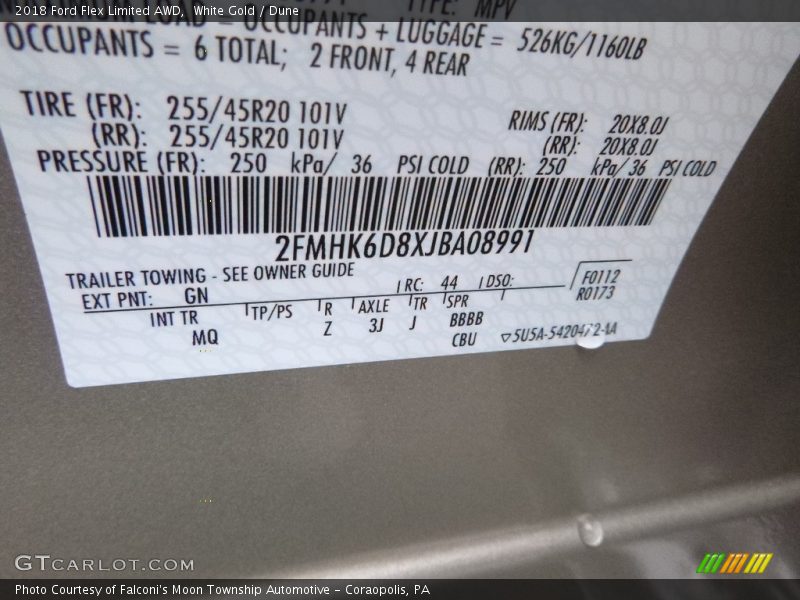 2018 Ford Flex Limited AWD, White Gold / Dune
TYPE: MPV
LOAD = OCCUPANTS + LUGGAGE = 526KG/1160LB
OCCUPANTS = 6 TOTAL; 2 FRONT, 4 REAR
TIRE (FR): 255/45R20 101V RIMS (FR): 20X8.0J
(RR): 255/45R20 101V (RR): 20X8.0J
PRESSURE (FR): 250 kPa/ 36 PSI COLD (RR): 250 kPa/ 36 PSI COLD
2FMHK6D8XJBA08991
TRAILER TOWING - SEE OWNER GUIDE
EXT PNT: GN RC: 44 DSO: F0112
R0173
INT TR TP/PS R AXLE TR SPR
MQ Z 3J J BBBB
CBU ▽5U5A-5420472-AA
GTCARLOT.COM
Photo Courtesy of Falconi's Moon Township Automotive - Coraopolis, PA